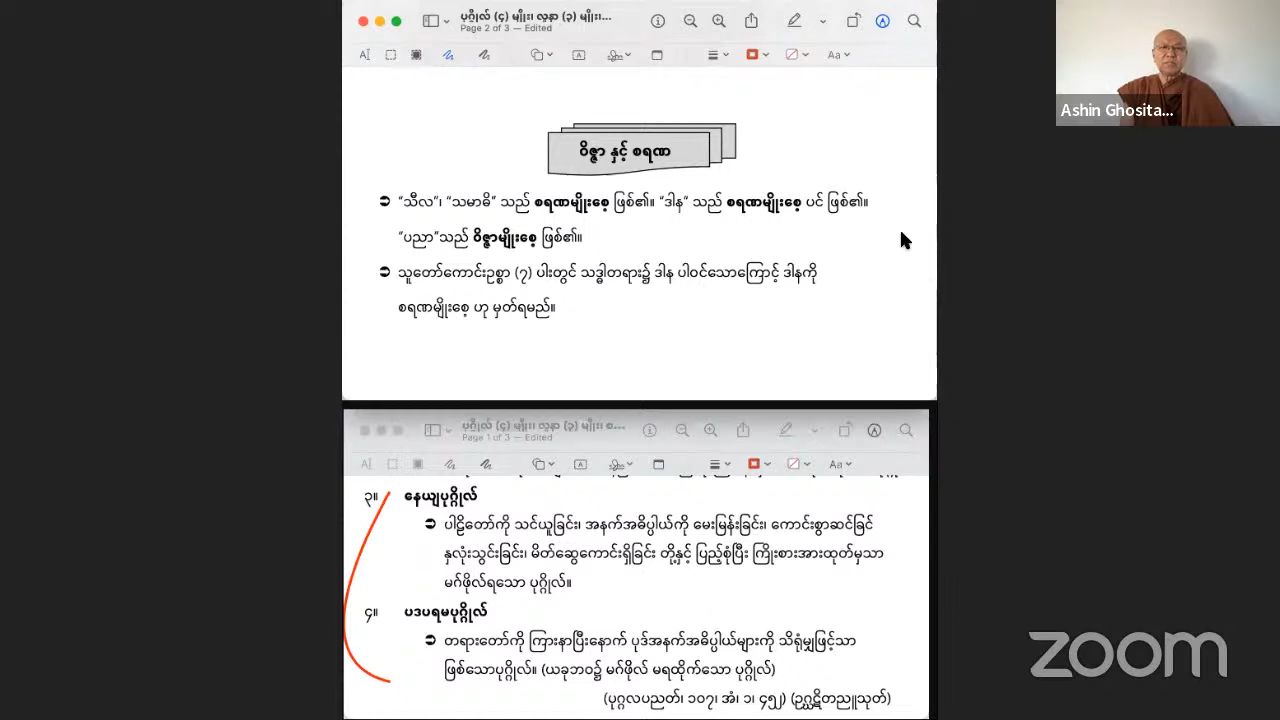 ပုဂ္ဂိုလ် (၄) မျိုး၊ လူနာ (၃) မျိုး၊...
Page 2 of 3 — Edited
Aa
Ashin Ghosita...
ဝိဇ္ဇာ နှင့် စရဏ
➲ “သီလ”၊ “သမာဓိ” သည် စရဏမျိုးစေ့ ဖြစ်၏။ “ဒါန” သည် စရဏမျိုးစေ့ ပင် ဖြစ်၏။
“ပညာ”သည် ဝိဇ္ဇာမျိုးစေ့ ဖြစ်၏။
➲ သူတော်ကောင်းဥစ္စာ (၇) ပါးတွင် သဒ္ဓါတရား၌ ဒါန ပါဝင်သောကြောင့် ဒါနကို
စရဏမျိုးစေ့ ဟု မှတ်ရမည်။
ပုဂ္ဂိုလ် (၄) မျိုး၊ လူနာ (၃) မျိုး၊ စ...
Page 1 of 3 — Edited
Aa
၃။ နေယျပုဂ္ဂိုလ်
➲ ပါဠိတော်ကို သင်ယူခြင်း၊ အနက်အဓိပ္ပါယ်ကို မေးမြန်းခြင်း၊ ကောင်းစွာဆင်ခြင်
နှလုံးသွင်းခြင်း၊ မိတ်ဆွေကောင်းရှိခြင်း တို့နှင့် ပြည့်စုံပြီး ကြိုးစားအားထုတ်မှသာ
မဂ်ဖိုလ်ရသော ပုဂ္ဂိုလ်။
၄။ ပဒပရမပုဂ္ဂိုလ်
➲ တရားတော်ကို ကြားနာပြီးနောက် ပုဒ်အနက်အဓိပ္ပါယ်များကို သိရုံမျှဖြင့်သာ
ဖြစ်သောပုဂ္ဂိုလ်။ (ယခုဘဝ၌ မဂ်ဖိုလ် မရထိုက်သော ပုဂ္ဂိုလ်)
(ပုဂ္ဂလပညတ်၊ ၁၀၇၊ အံ၊ ၁၊ ၄၅၂) (ဥဂ္ဃဋိတညူသုတ်)
zoom